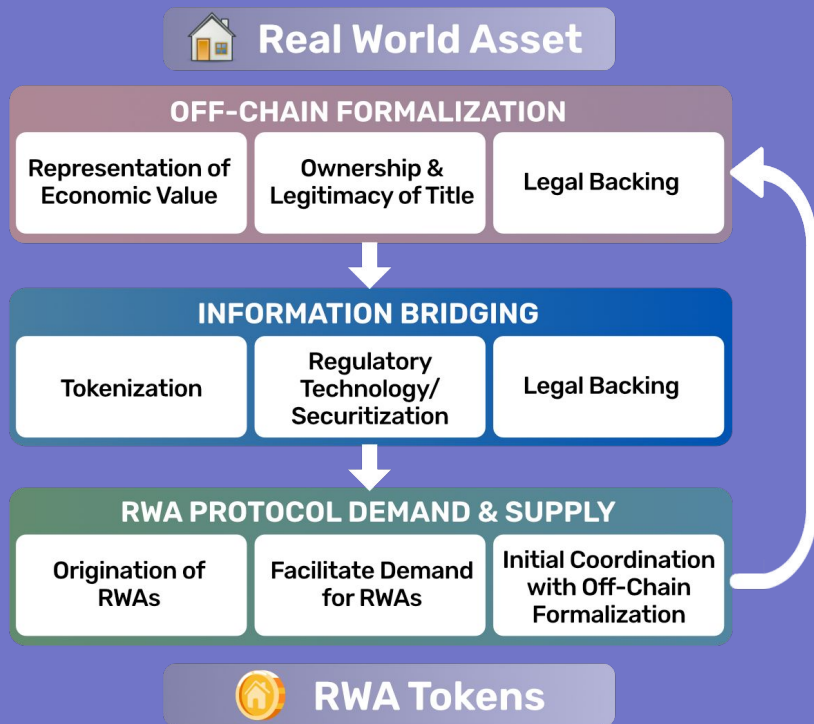 Real World Asset
OFF-CHAIN FORMALIZATION
Representation of
Economic Value
Ownership &
Legitimacy of Title
Legal Backing
INFORMATION BRIDGING
Tokenization
Regulatory
Technology/
Securitization
Legal Backing
RWA PROTOCOL DEMAND & SUPPLY
Origination of
RWAs
Facilitate Demand
for RWAs
Initial Coordination
with Off-Chain
Formalization
RWA Tokens